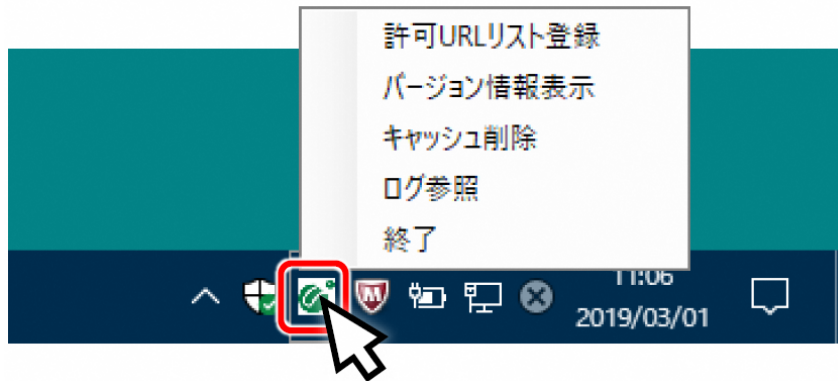 許可URLリスト登録
バージョン情報表示
キャッシュ削除
ログ参照
終了
11:06
2019/03/01